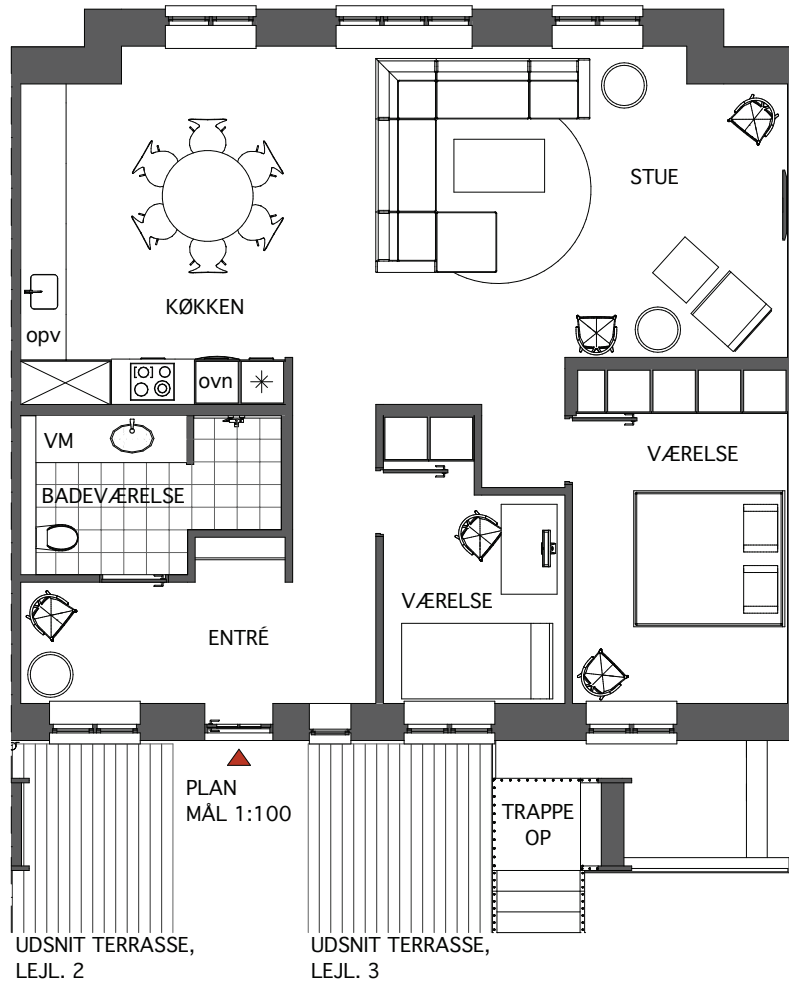 STUE
KØKKEN
opv
ovn
VM
VÆRELSE
BADEVÆRELSE
VÆRELSE
ENTRÉ
PLAN
MÅL 1:100
TRAPPE
OP
UDSNIT TERRASSE,
LEJL. 2
UDSNIT TERRASSE,
LEJL. 3